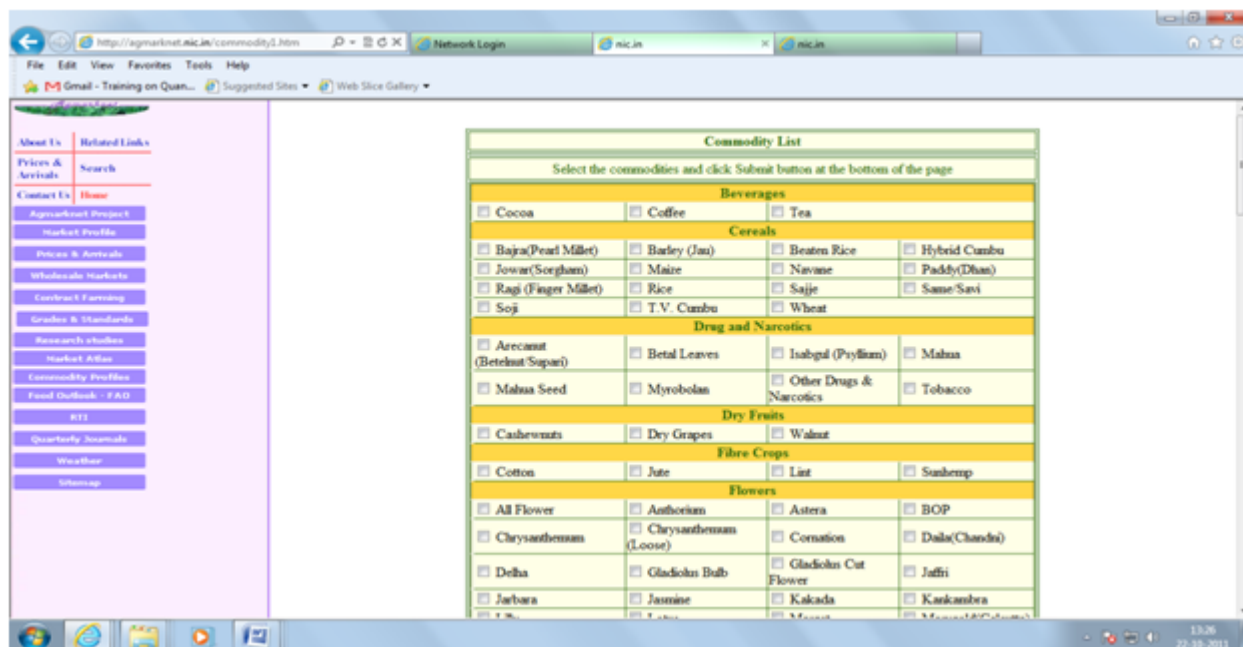 http://agmarknet.nic.in/commodity1.htm
Network Login
nic.in
nic.in
File Edit View Favorites Tools Help
Gmail - Training on Quan... Suggested Sites Web Slice Gallery
About Us Related Links
Prices & Arrivals Search
Contact Us Home
Agmarknet Project
Market Profile
Prices & Arrivals
Wholesale Markets
Contract Farming
Grades & Standards
Research studies
Market Atlas
Commodity Profiles
Food Outlook - FAO
RTI
Quarterly Journals
Weather
Sitemap
Commodity List
Select the commodities and click Submit button at the bottom of the page
Beverages
Cocoa Coffee Tea
Cereals
Bajra(Pearl Millet) Barley (Jau) Beaten Rice Hybrid Cumbu
Jowar(Sorgham) Maize Navane Paddy(Dhan)
Ragi (Finger Millet) Rice Sajje Same/Savi
Soji T.V. Cumbu Wheat
Drug and Narcotics
Arecanut (Betelnut/Supari) Betal Leaves Isabgul (Psyllium) Mahua
Mahua Seed Myrobolan Other Drugs & Narcotics Tobacco
Dry Fruits
Cashewnuts Dry Grapes Walnut
Fibre Crops
Cotton Jute Lint Sunhemp
Flowers
All Flower Anthorium Astera BOP
Chrysanthemum Chrysanthemum (Loose) Cornation Daila(Chandni)
Delha Gladiolus Bulb Gladiolus Cut Flower Jaffri
Jarbara Jasmine Kakada Kankambra
13:26
22-10-2011